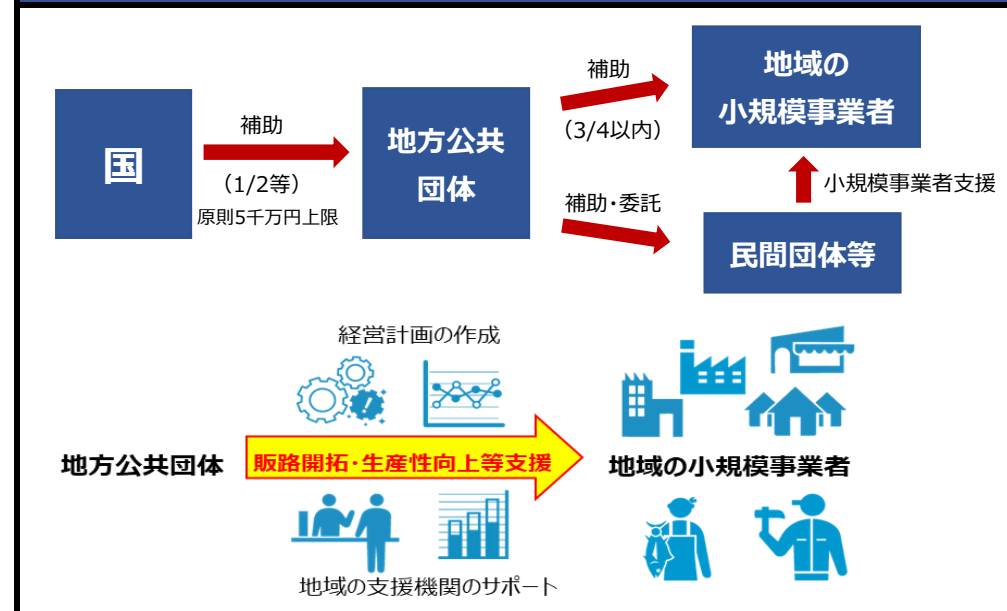 国
補助
（1/2等）
原則5千万円上限
地方公共
団体
補助
（3/4以内）
地域の
小規模事業者
補助・委託
小規模事業者支援
民間団体等
経営計画の作成
地方公共団体
販路開拓・生産性向上等支援
地域の小規模事業者
地域の支援機関のサポート